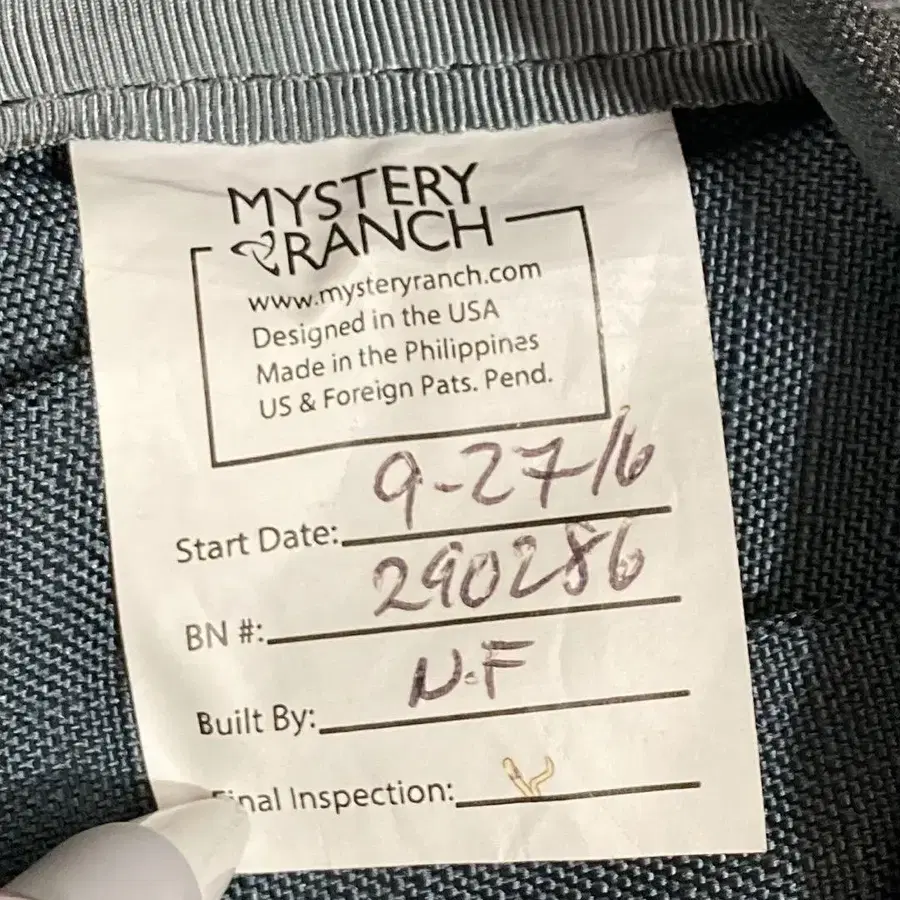 MYSTERY
RANCH
www.mysteryranch.com
Designed in the USA
Made in the Philippines
US & Foreign Pats. Pend.
Start Date: 9-27-16
BN #: 290286
Built By: N.F
Final Inspection: